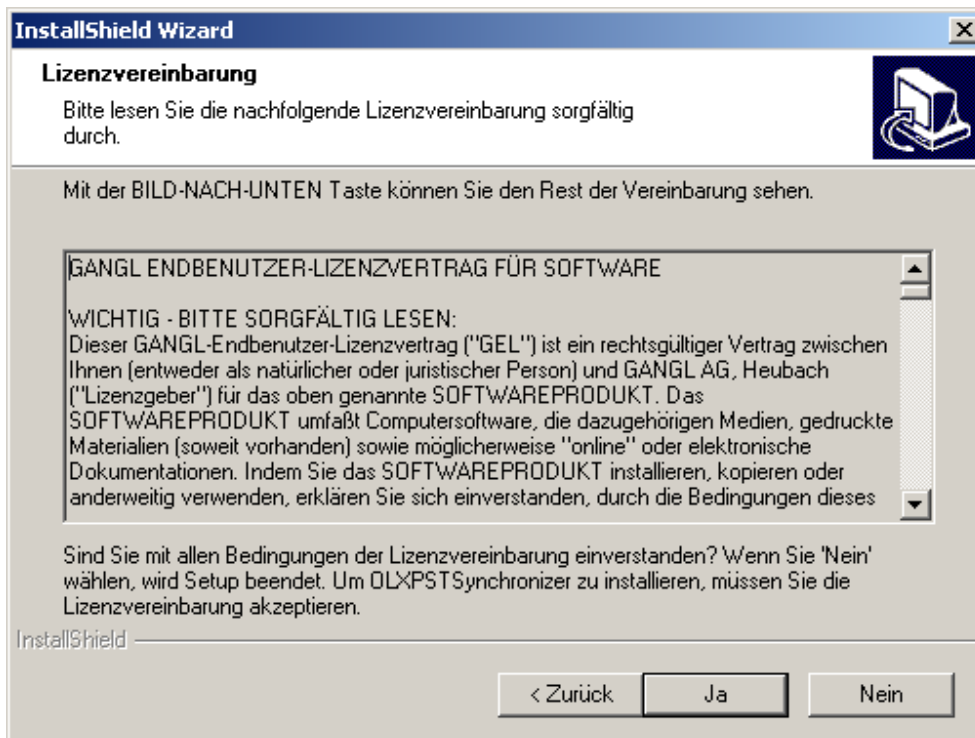 InstallShield Wizard
Lizenzvereinbarung
Bitte lesen Sie die nachfolgende Lizenzvereinbarung sorgfältig
durch.
Mit der BILD-NACH-UNTEN Taste können Sie den Rest der Vereinbarung sehen.
GANGL ENDBENUTZER-LIZENZVERTRAG FÜR SOFTWARE
WICHTIG - BITTE SORGFÄLTIG LESEN:
Dieser GANGL-Endbenutzer-Lizenzvertrag ("GEL") ist ein rechtsgültiger Vertrag zwischen
Ihnen (entweder als natürlicher oder juristischer Person) und GANGL AG, Heubach
("Lizenzgeber") für das oben genannte SOFTWAREPRODUKT. Das
SOFTWAREPRODUKT umfaßt Computersoftware, die dazugehörigen Medien, gedruckte
Materialien (soweit vorhanden) sowie möglicherweise "online" oder elektronische
Dokumentationen. Indem Sie das SOFTWAREPRODUKT installieren, kopieren oder
anderweitig verwenden, erklären Sie sich einverstanden, durch die Bedingungen dieses
Sind Sie mit allen Bedingungen der Lizenzvereinbarung einverstanden? Wenn Sie 'Nein'
wählen, wird Setup beendet. Um OLXPSTSynchronizer zu installieren, müssen Sie die
Lizenzvereinbarung akzeptieren.
InstallShield
< Zurück
Ja
Nein